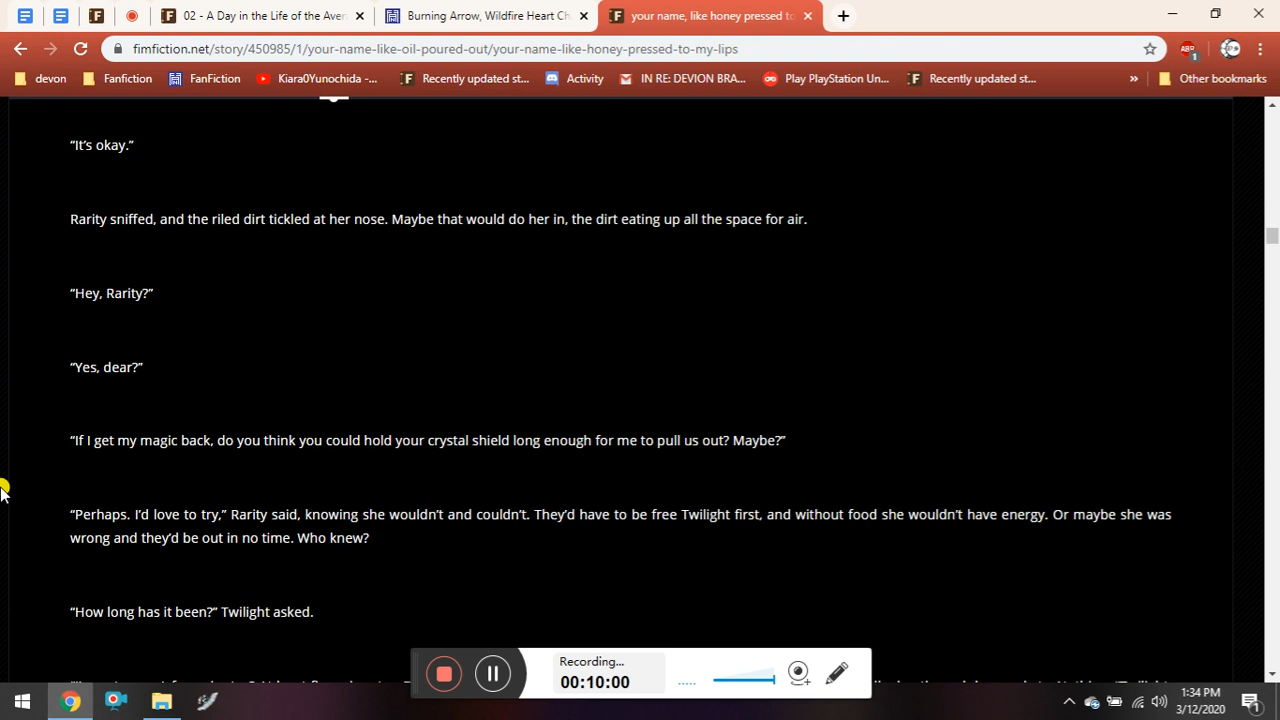 02 - A Day in the Life of the Aven
Burning Arrow, Wildfire Heart Ch
your name, like honey pressed to
fimfiction.net/story/450985/1/your-name-like-oil-poured-out/your-name-like-honey-pressed-to-my-lips
devon
Fanfiction
FanFiction
Kiara0Yunochida -...
Recently updated st...
Activity
IN RE: DEVION BRA...
Play PlayStation Un...
Recently updated st...
»
Other bookmarks
“It’s okay.”
Rarity sniffed, and the riled dirt tickled at her nose. Maybe that would do her in, the dirt eating up all the space for air.
“Hey, Rarity?”
“Yes, dear?”
“If I get my magic back, do you think you could hold your crystal shield long enough for me to pull us out? Maybe?”
“Perhaps. I’d love to try,” Rarity said, knowing she wouldn’t and couldn’t. They’d have to be free Twilight first, and without food she wouldn’t have energy. Or maybe she was
wrong and they’d be out in no time. Who knew?
“How long has it been?” Twilight asked.
Recording...
00:10:00
1:34 PM
3/12/2020